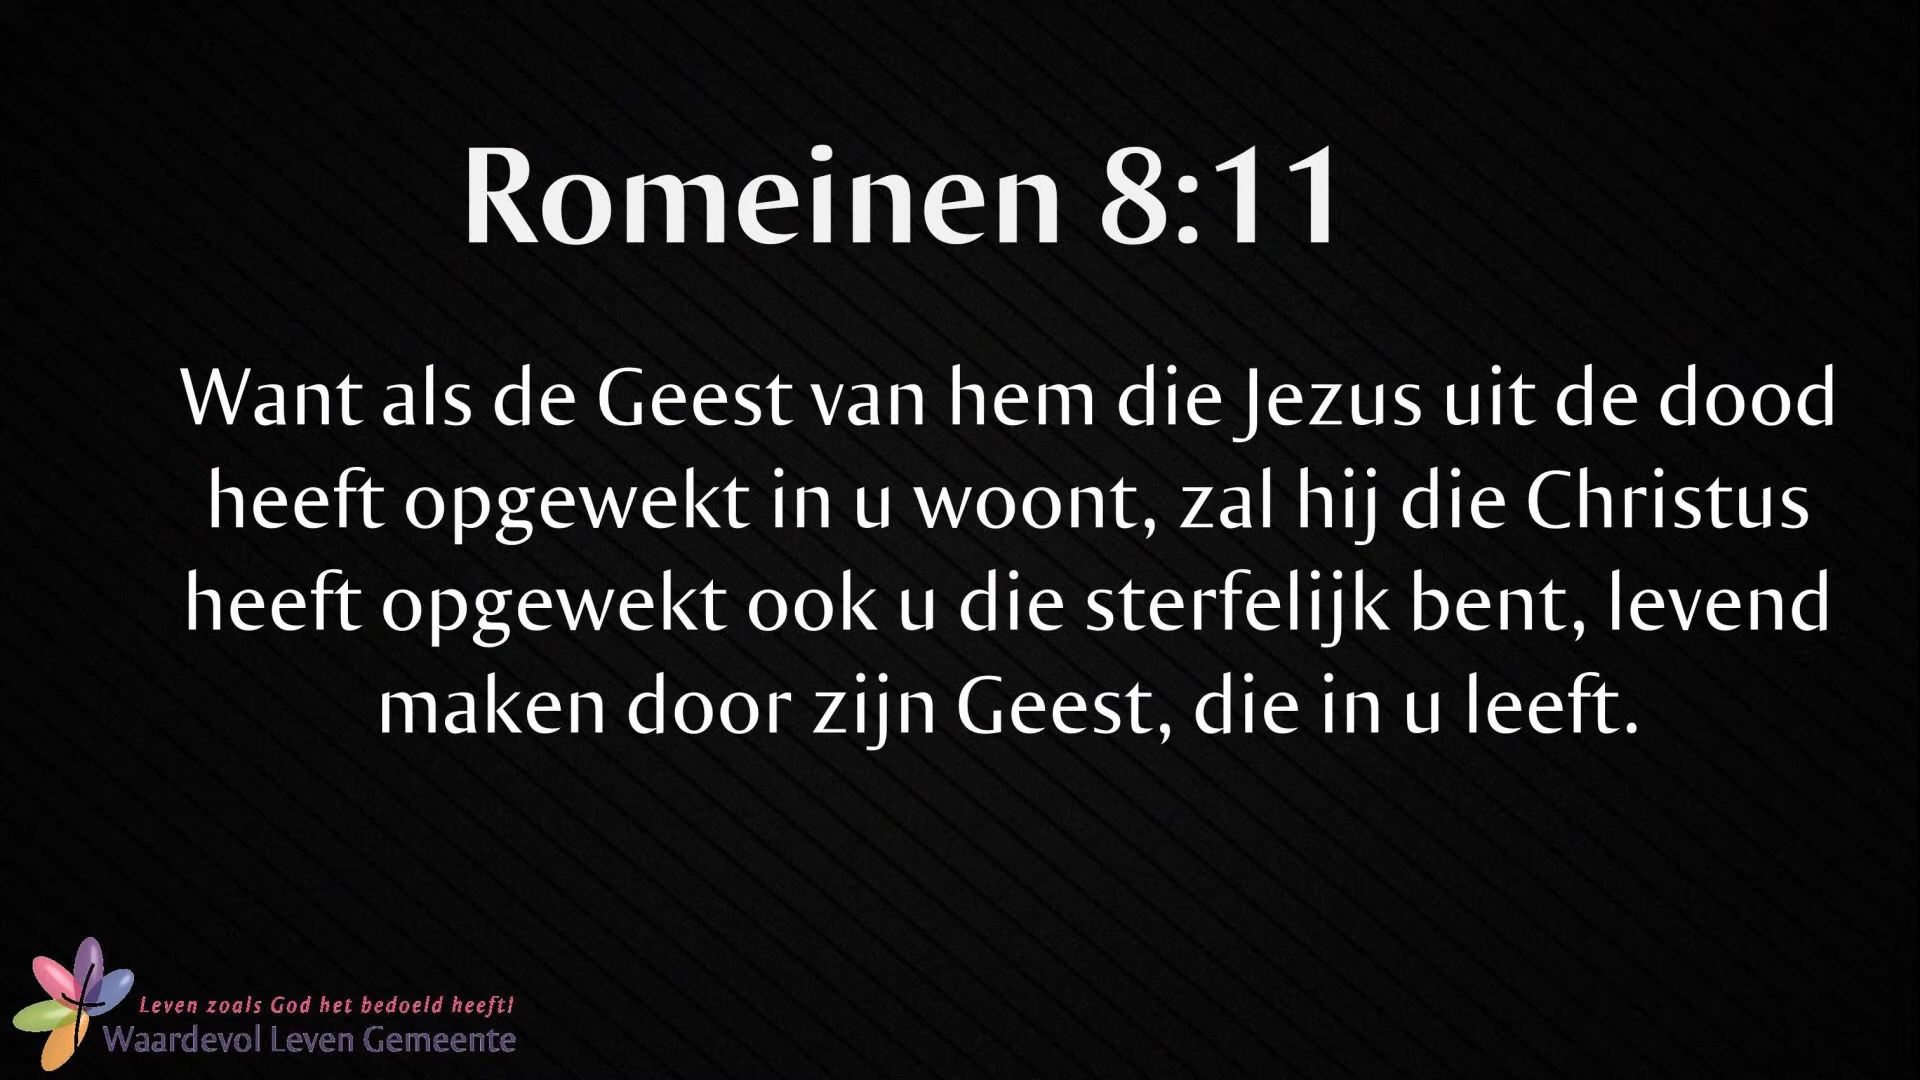 Romeinen 8:11
Want als de Geest van hem die Jezus uit de dood
heeft opgewekt in u woont, zal hij die Christus
heeft opgewekt ook u die sterfelijk bent, levend
maken door zijn Geest, die in u leeft.
Leven zoals God het bedoeld heeft!
Waardevol Leven Gemeente